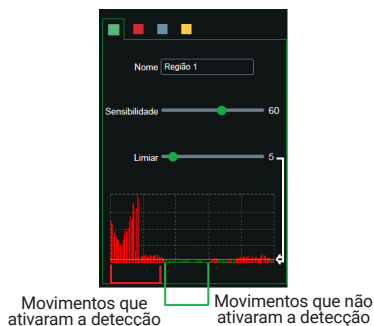 Nome Região 1
Sensibilidade 60
Limiar 5
Movimentos que
ativaram a detecção
Movimentos que não
ativaram a detecção